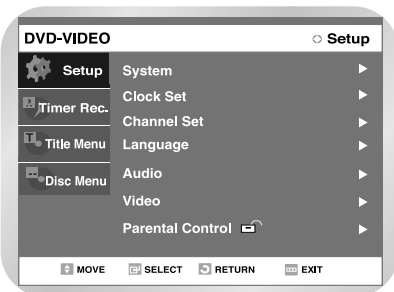 DVD-VIDEO
Setup
Setup
Timer Rec.
Title Menu
Disc Menu
System
Clock Set
Channel Set
Language
Audio
Video
Parental Control
MOVE SELECT RETURN EXIT